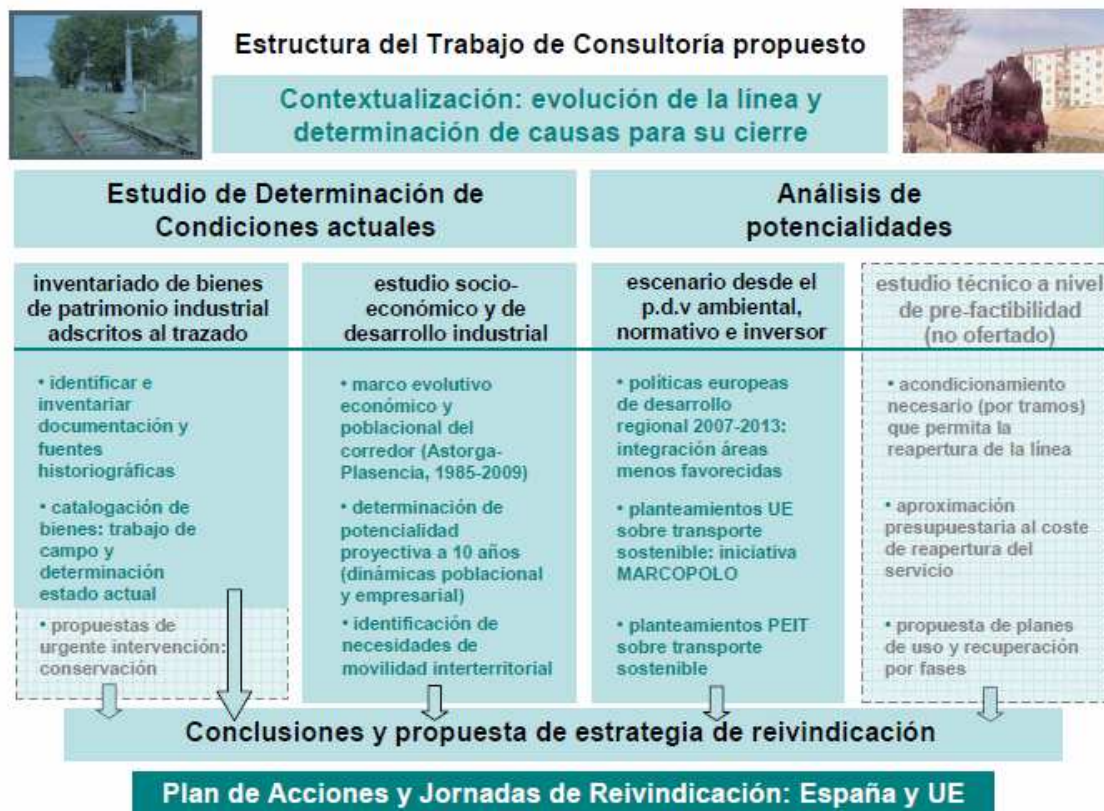 Estructura del Trabajo de Consultoría propuesto
Contextualización: evolución de la línea y
determinación de causas para su cierre
Estudio de Determinación de
Condiciones actuales
Análisis de
potencialidades
inventariado de bienes
de patrimonio industrial
adscritos al trazado
• identificar e
inventariar
documentación y
fuentes
historiográficas
• catalogación de
bienes: trabajo de
campo y
determinación
estado actual
• propuestas de
urgente intervención:
conservación
estudio socio-
económico y de
desarrollo industrial
• marco evolutivo
económico y
poblacional del
corredor (Astorga-
Plasencia, 1985-2009)
• determinación de
potencialidad
proyectiva a 10 años
(dinámicas poblacional
y empresarial)
• identificación de
necesidades de
movilidad interterritorial
escenario desde el
p.d.v ambiental,
normativo e inversor
• políticas europeas
de desarrollo
regional 2007-2013:
integración áreas
menos favorecidas
• planteamientos UE
sobre transporte
sostenible: iniciativa
MARCOPOLO
• planteamientos PEIT
sobre transporte
sostenible
estudio técnico a nivel
de pre-factibilidad
(no ofertado)
• acondicionamiento
necesario (por tramos)
que permita la
reapertura de la línea
• aproximación
presupuestaria al coste
de reapertura del
servicio
• propuesta de planes
de uso y recuperación
por fases
Conclusiones y propuesta de estrategia de reivindicación
Plan de Acciones y Jornadas de Reivindicación: España y UE